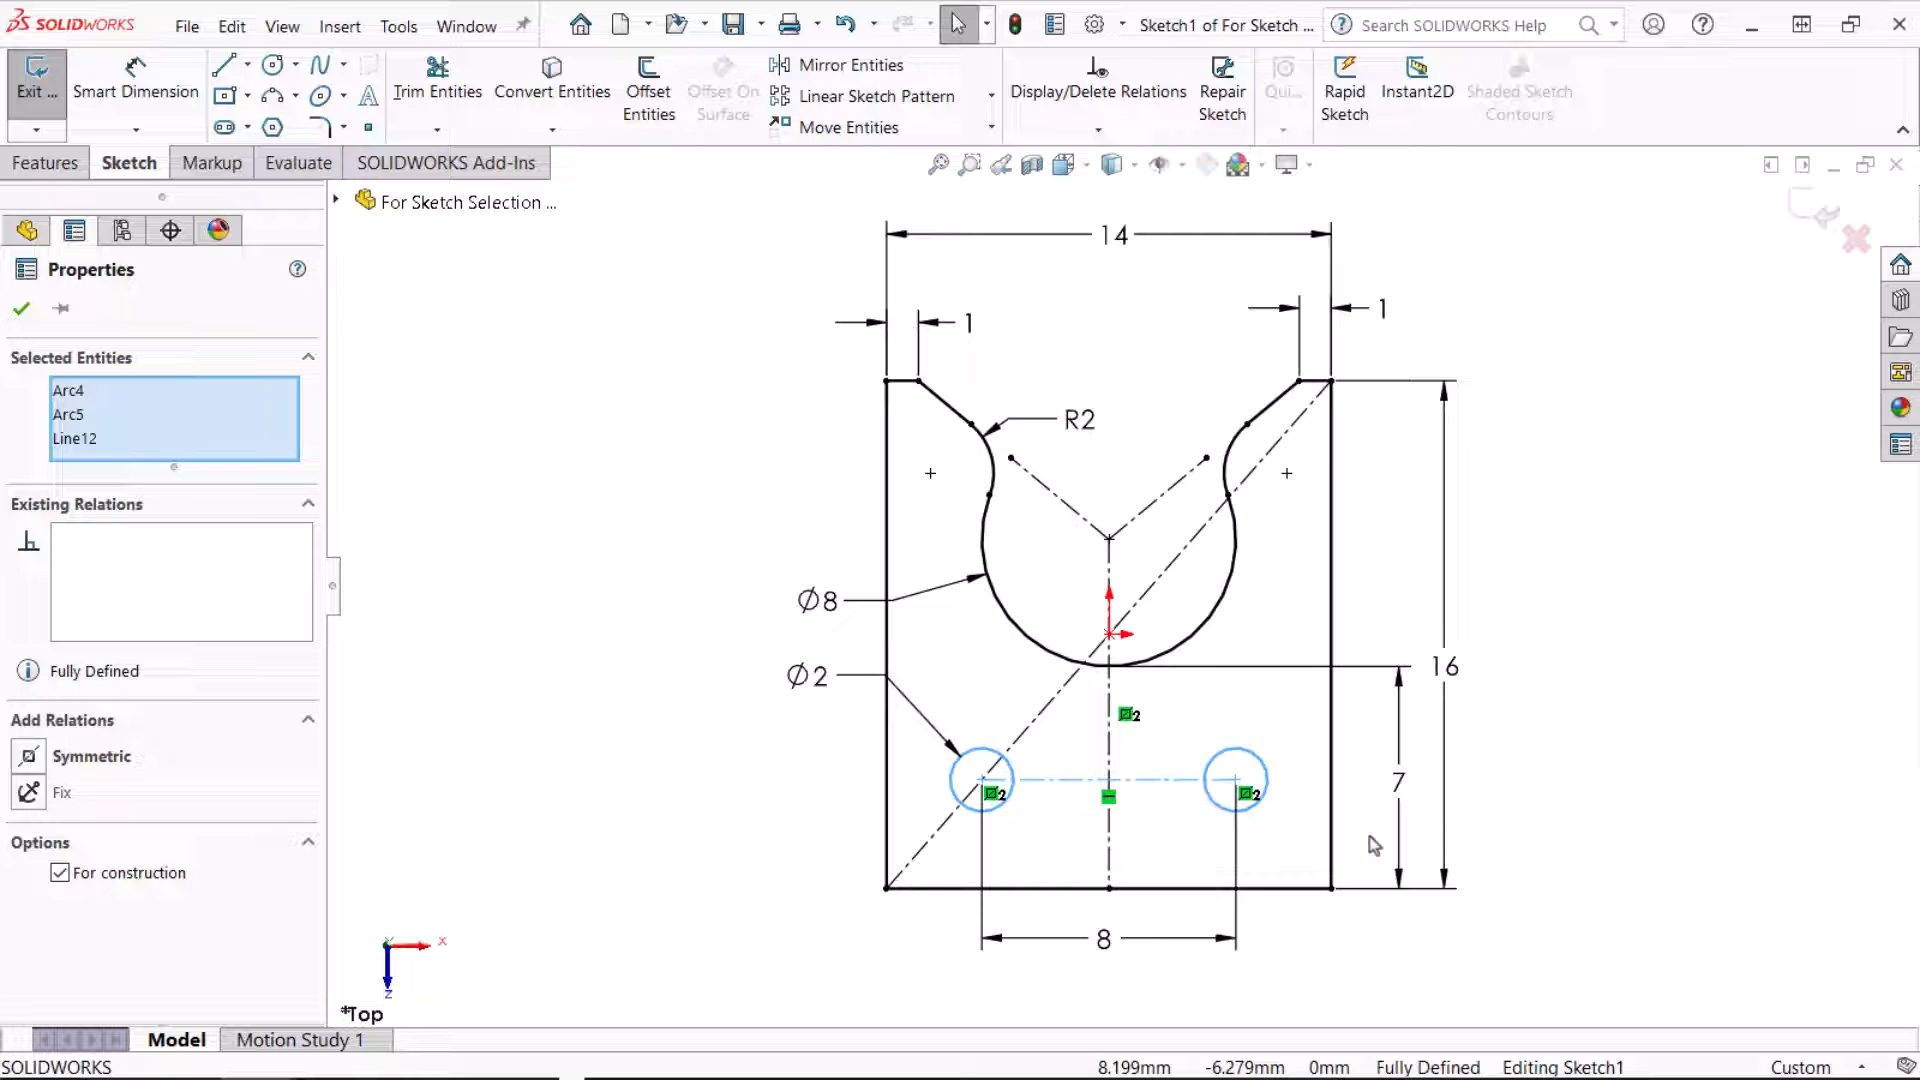 SOLIDWORKS File Edit View Insert Tools Window Sketch1 of For Sketch ... Search SOLIDWORKS Help
Exit ...
Smart Dimension
Trim Entities
Convert Entities
Offset Entities
Offset On Surface
Mirror Entities
Linear Sketch Pattern
Move Entities
Display/Delete Relations
Repair Sketch
Qui...
Rapid Sketch
Instant2D
Shaded Sketch Contours
Features Sketch Markup Evaluate SOLIDWORKS Add-Ins
For Sketch Selection ...
Properties
Selected Entities
Arc4
Arc5
Line12
Existing Relations
Fully Defined
Add Relations
Symmetric
Fix
Options
For construction
14
1
1
R2
Ø8
16
Ø2
2
7
2
2
8
x
Y
Z
*Top
Model Motion Study 1
SOLIDWORKS 8.199mm -6.279mm 0mm Fully Defined Editing Sketch1 Custom